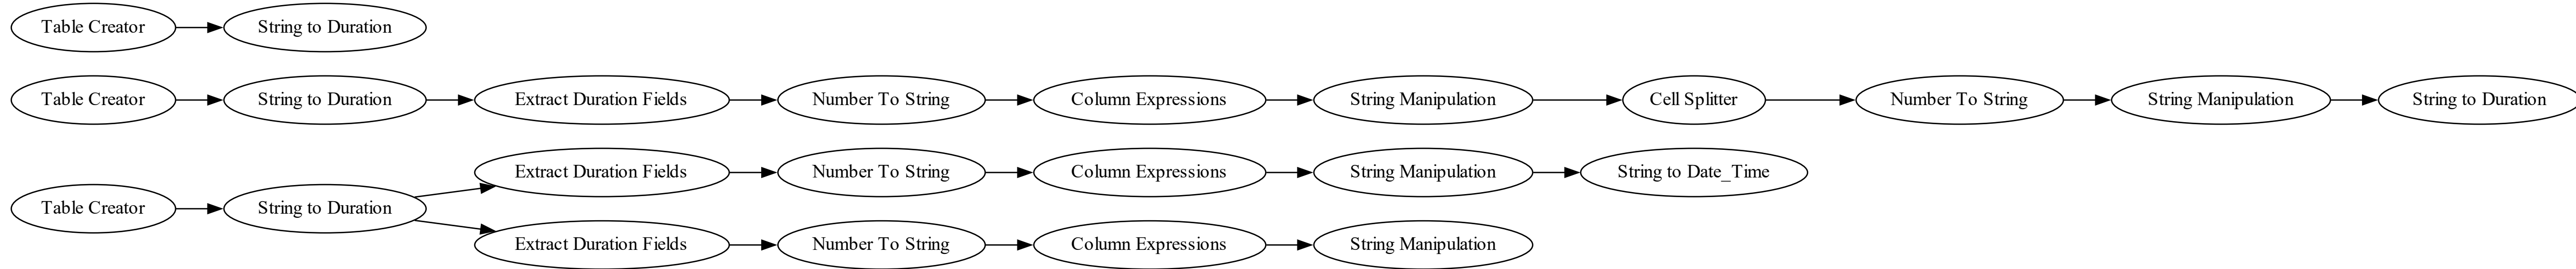 Table Creator
String to Duration
Table Creator
String to Duration
Extract Duration Fields
Number To String
Column Expressions
String Manipulation
Cell Splitter
Number To String
String Manipulation
String to Duration
Table Creator
String to Duration
Extract Duration Fields
Number To String
Column Expressions
String Manipulation
String to Date_Time
Extract Duration Fields
Number To String
Column Expressions
String Manipulation